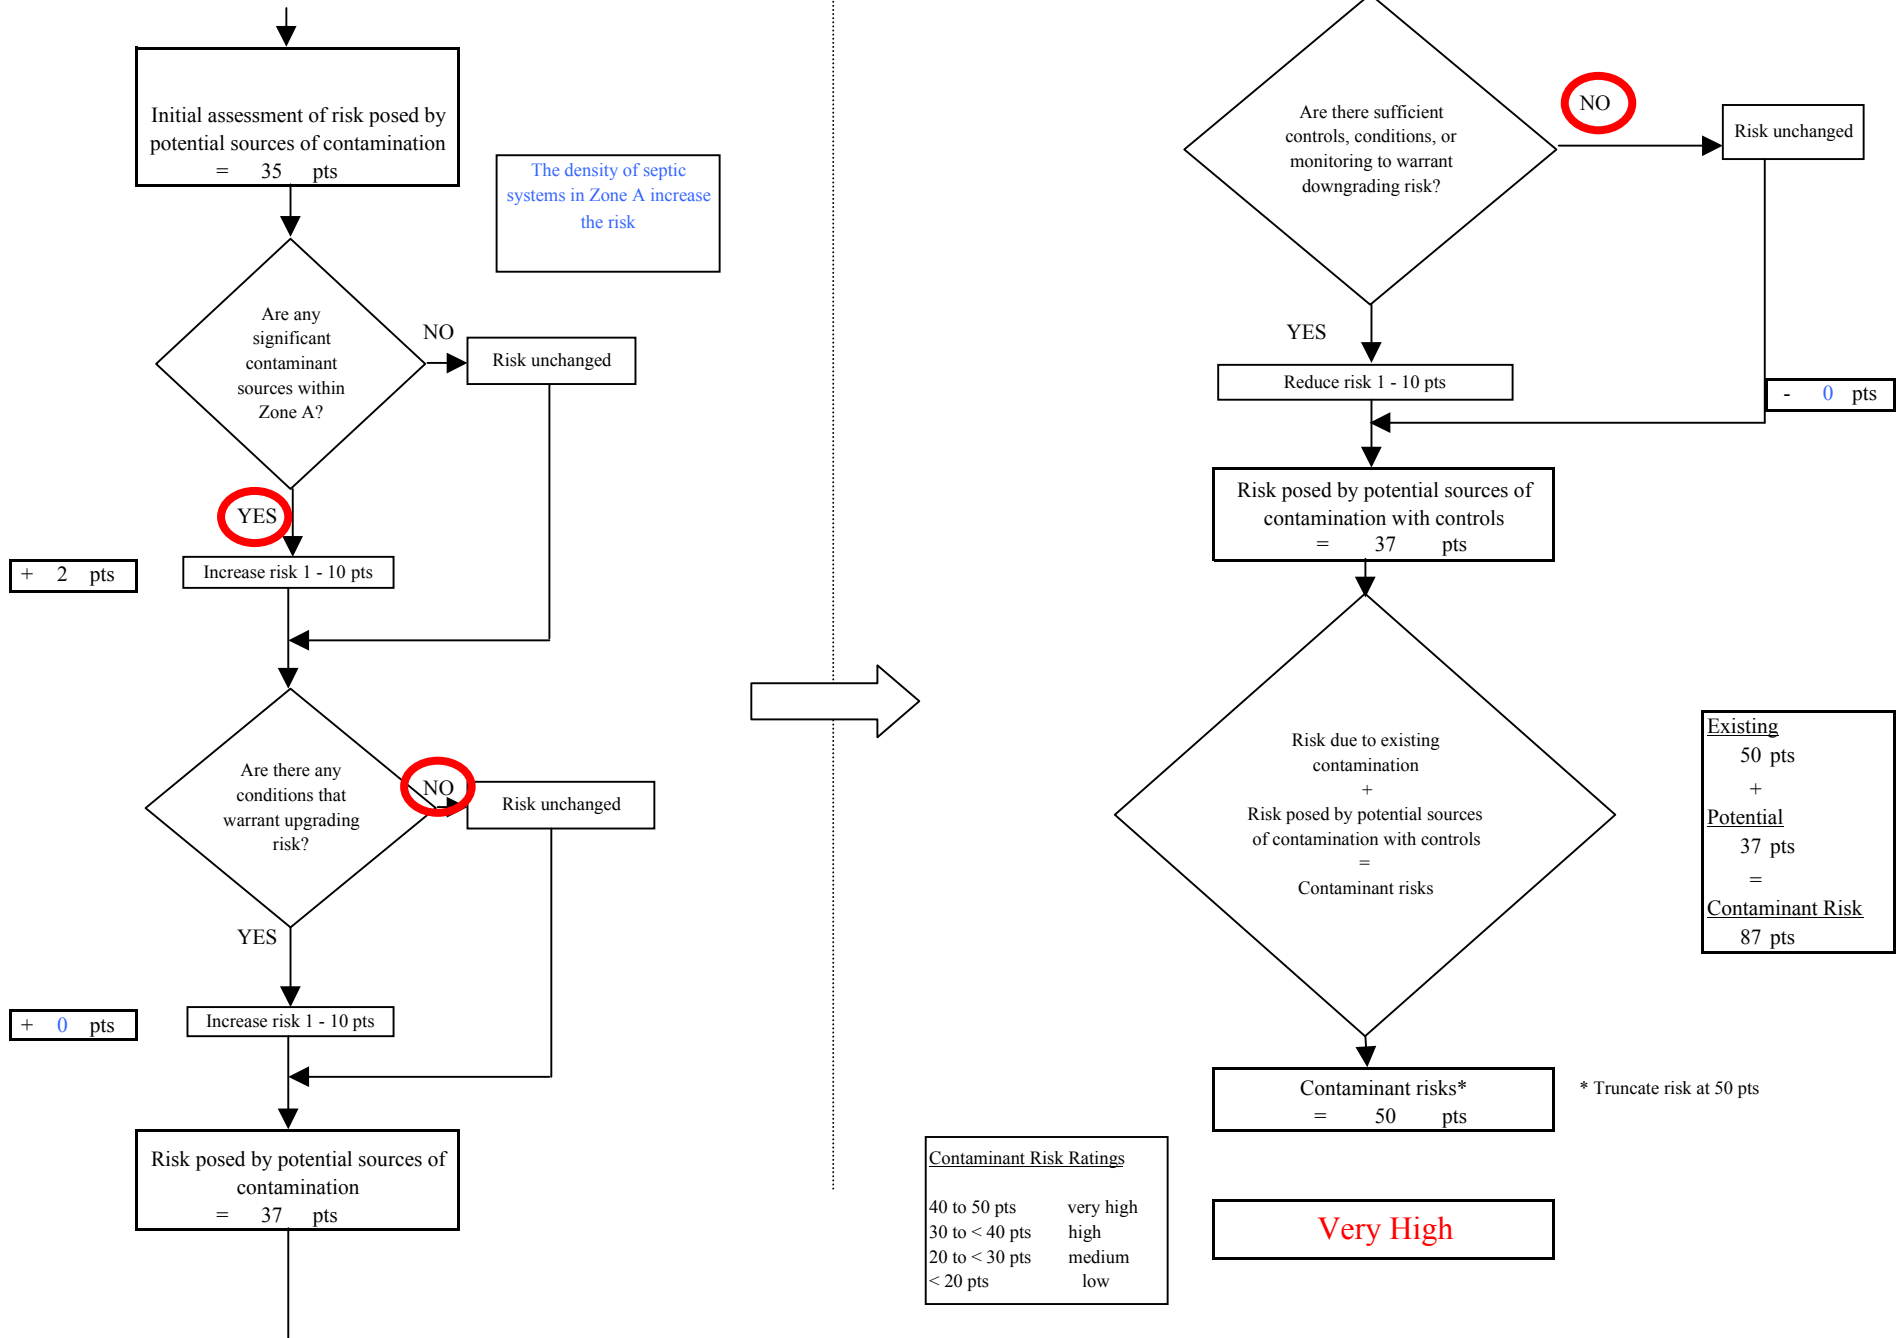 Initial assessment of risk posed by
potential sources of contamination
= 35 pts
The density of septic
systems in Zone A increase
the risk
Are any
significant
contaminant
sources within
Zone A?
NO
Risk unchanged
YES
+ 2 pts
Increase risk 1 - 10 pts
Are there any
conditions that
warrant upgrading
risk?
NO
Risk unchanged
YES
+ 0 pts
Increase risk 1 - 10 pts
Risk posed by potential sources of
contamination
= 37 pts
Are there sufficient
controls, conditions, or
monitoring to warrant
downgrading risk?
NO
Risk unchanged
YES
Reduce risk 1 - 10 pts
- 0 pts
Risk posed by potential sources of
contamination with controls
= 37 pts
Risk due to existing
contamination
+
Risk posed by potential sources
of contamination with controls
=
Contaminant risks
Existing
50 pts
+
Potential
37 pts
=
Contaminant Risk
87 pts
Contaminant risks*
= 50 pts
* Truncate risk at 50 pts
Contaminant Risk Ratings
40 to 50 pts very high
30 to < 40 pts high
20 to < 30 pts medium
< 20 pts low
Very High